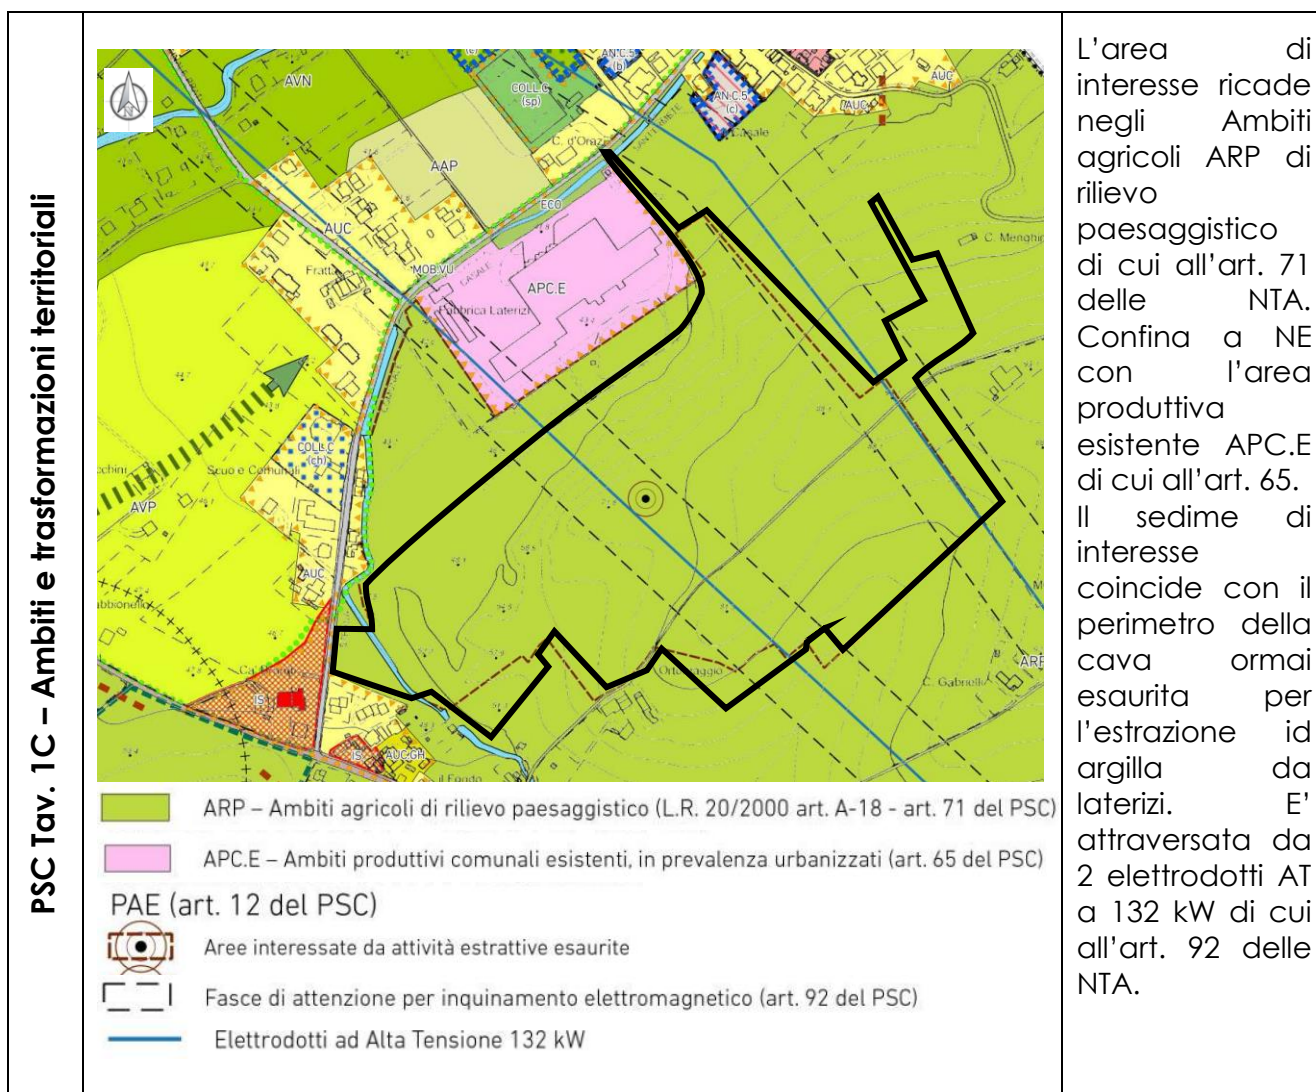 PSC Tav. 1C – Ambiti e trasformazioni territoriali
N
AVN
COLL.C
(sp)
(c)
AN.C.5
(b)
AN.C.5
(c)
AUC
AUC
Casale
C. d'Orazi
AAP
ECO
AUC
Fratta
MOB.VU
CASALE
APC.E
Fabbrica Laterizi
C. Menghi
COLL.C
(ch)
Scuole Comunali
AVP
AUC
IS
IS
AUC.GH
il Fondo
Ortolvaggio
C. Gabrielli
ARP
ARP – Ambiti agricoli di rilievo paesaggistico (L.R. 20/2000 art. A-18 - art. 71 del PSC)
APC.E – Ambiti produttivi comunali esistenti, in prevalenza urbanizzati (art. 65 del PSC)
PAE (art. 12 del PSC)
Aree interessate da attività estrattive esaurite
Fasce di attenzione per inquinamento elettromagnetico (art. 92 del PSC)
Elettrodotti ad Alta Tensione 132 kW
L’area di
interesse ricade
negli Ambiti
agricoli ARP di
rilievo
paesaggistico
di cui all’art. 71
delle NTA.
Confina a NE
con l’area
produttiva
esistente APC.E
di cui all’art. 65.
Il sedime di
interesse
coincide con il
perimetro della
cava ormai
esaurita per
l’estrazione id
argilla da
laterizi. E’
attraversata da
2 elettrodotti AT
a 132 kW di cui
all’art. 92 delle
NTA.